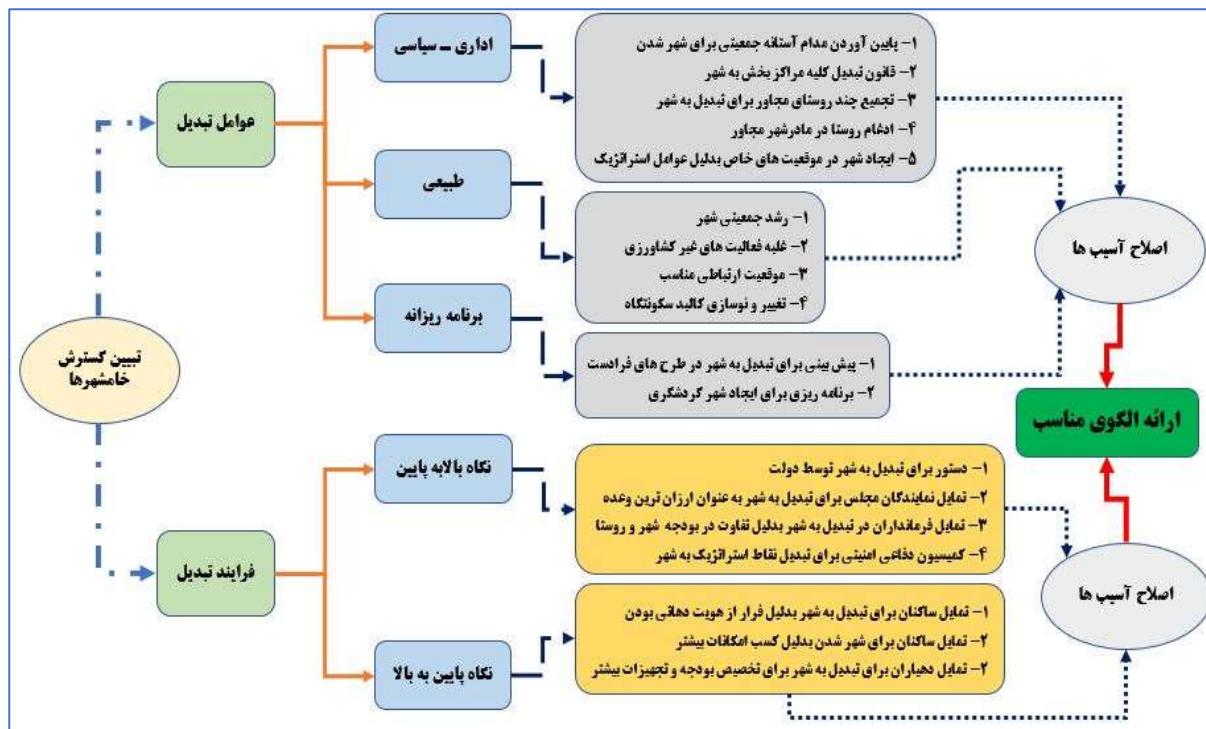 تبیین گسترش
خامشهرها
عوامل تبدیل
اداری – سیاسی
۱– پایین آوردن مدام آستانه جمعیتی برای شهر شدن
۲– قانون تبدیل کلیه مراکز بخش به شهر
۳– تجمیع چند روستای مجاور برای تبدیل به شهر
۴– ادغام روستا در مادرشهر مجاور
۵– ایجاد شهر در موقعیت های خاص بدلیل عوامل استراتژیک
طبیعی
۱– رشد جمعیتی شهر
۲– غلبه فعالیت های غیر کشاورزی
۳– موقعیت ارتباطی مناسب
۴– تغییر و نوسازی کالبد سکونتگاه
برنامه ریزانه
۱– پیش بینی برای تبدیل به شهر در طرح های فرادست
۲– برنامه ریزی برای ایجاد شهر گردشگری
اصلاح آسیب ها
ارائه الگوی مناسب
فرایند تبدیل
نگاه بالابه پایین
۱– دستور برای تبدیل به شهر توسط دولت
۲– تمایل نمایندگان مجلس برای تبدیل به شهر به عنوان ارزان ترین وعده
۳– تمایل فرمانداران در تبدیل به شهر بدلیل تفاوت در بودجه شهر و روستا
۴– کمیسیون دفاعی امنیتی برای تبدیل نقاط استراتژیک به شهر
نگاه پایین به بالا
۱– تمایل ساکنان برای تبدیل به شهر بدلیل فرار از هویت دهاتی بودن
۲– تمایل ساکنان برای شهر شدن بدلیل کسب امکانات بیشتر
۲– تمایل دهیاران برای تبدیل به شهر برای تخصیص بودجه و تجهیزات بیشتر
اصلاح آسیب ها